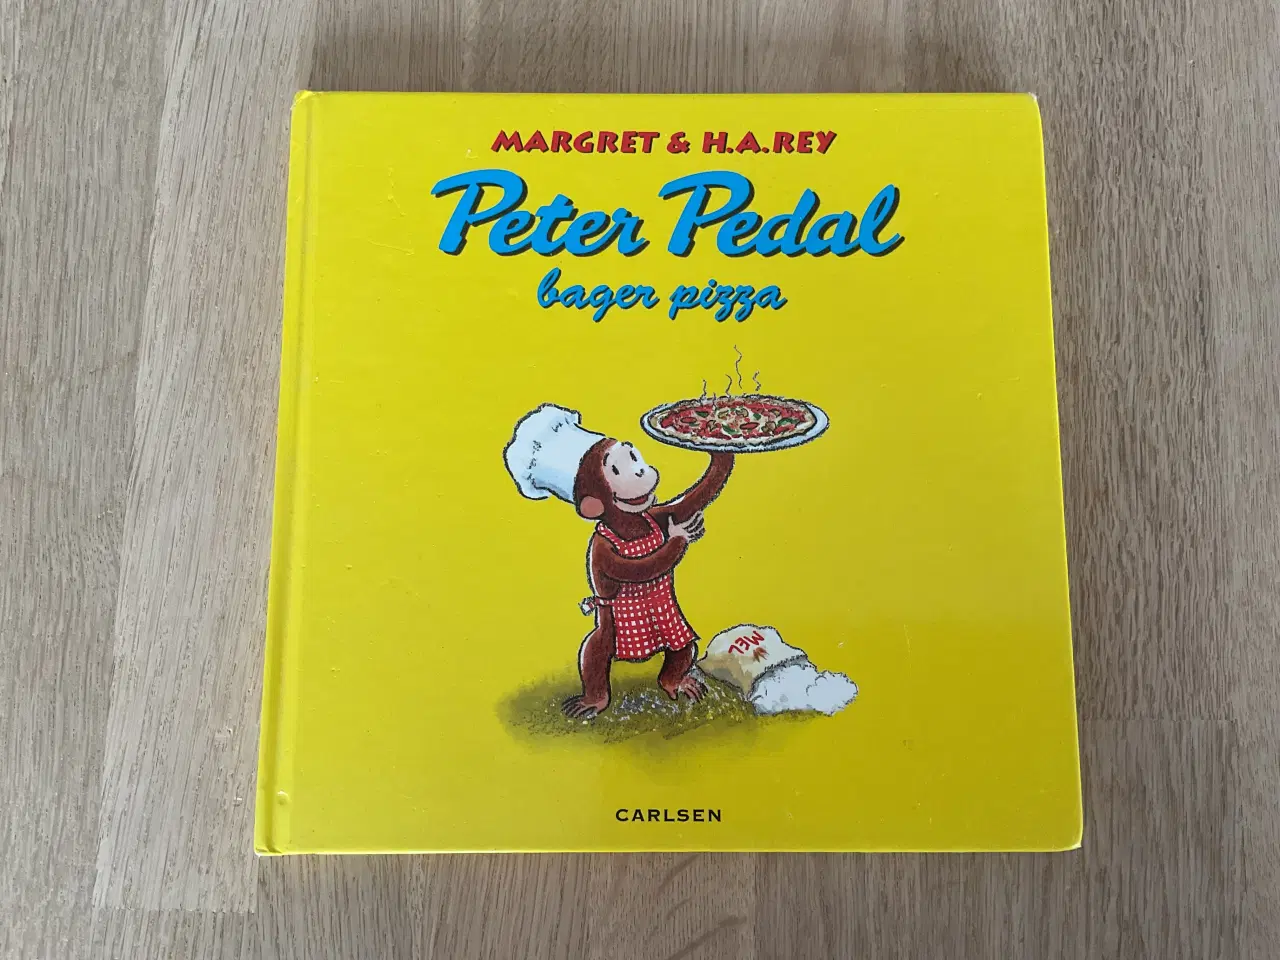 MARGRET & H.A.REY
Peter Pedal
bager pizza
MEL
CARLSEN